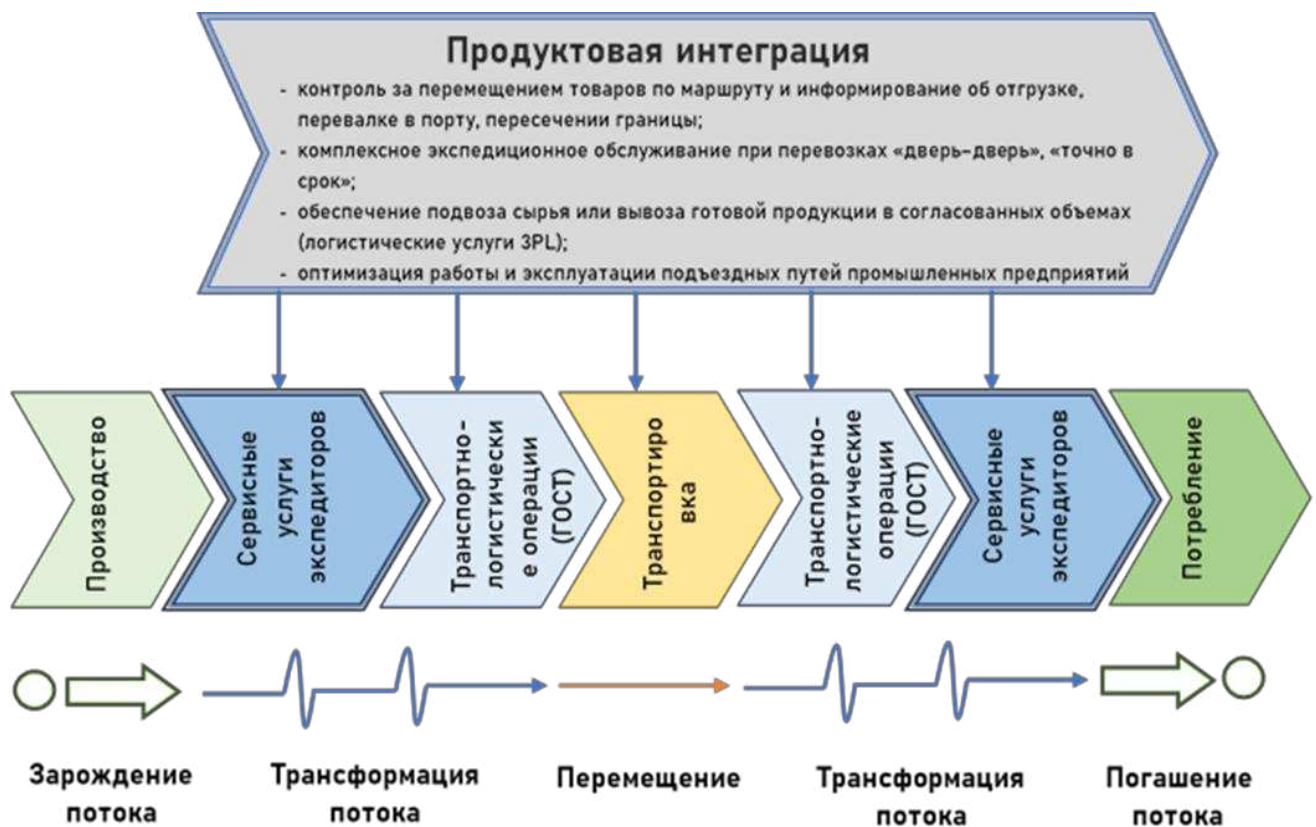 Продуктовая интеграция
- контроль за перемещением товаров по маршруту и информирование об отгрузке,
перевалке в порту, пересечении границы;
- комплексное экспедиционное обслуживание при перевозках «дверь–дверь», «точно в
срок»;
- обеспечение подвоза сырья или вывоза готовой продукции в согласованных объемах
(логистические услуги 3PL);
- оптимизация работы и эксплуатации подъездных путей промышленных предприятий
Производство
Сервисные
услуги
экспедиторов
Транспортно-
логистически
е операции
(ГОСТ)
Транспортиро
вка
Транспортно-
логистические
операции
(ГОСТ)
Сервисные
услуги
экспедиторов
Потребление
Зарождение
потока
Трансформация
потока
Перемещение
Трансформация
потока
Погашение
потока